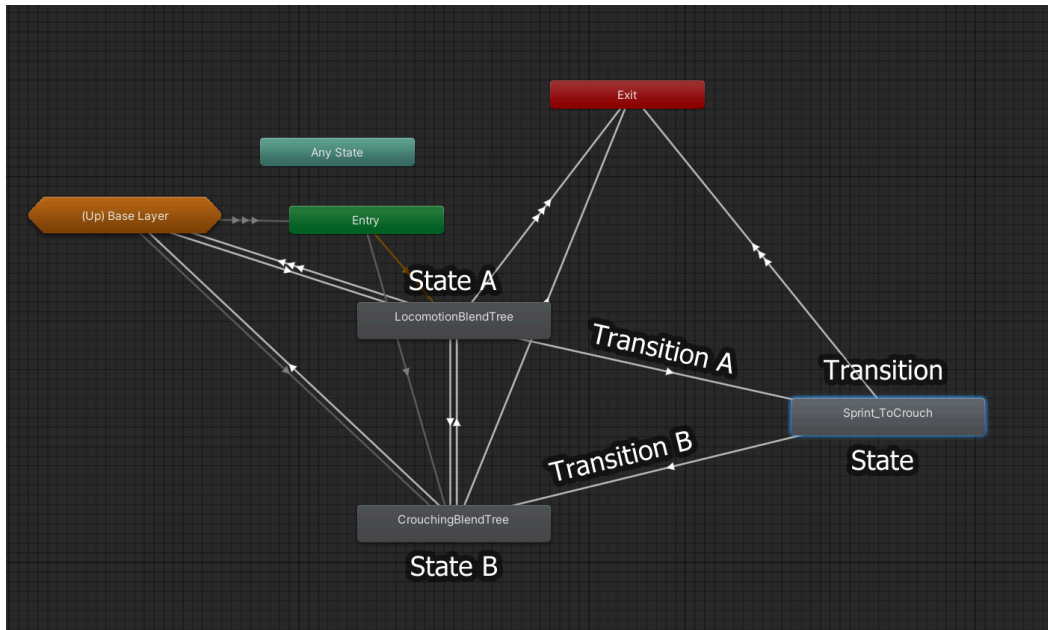 Exit
Any State
(Up) Base Layer
Entry
State A
LocomotionBlendTree
Transition A
Transition
Sprint_ToCrouch
State
Transition B
CrouchingBlendTree
State B